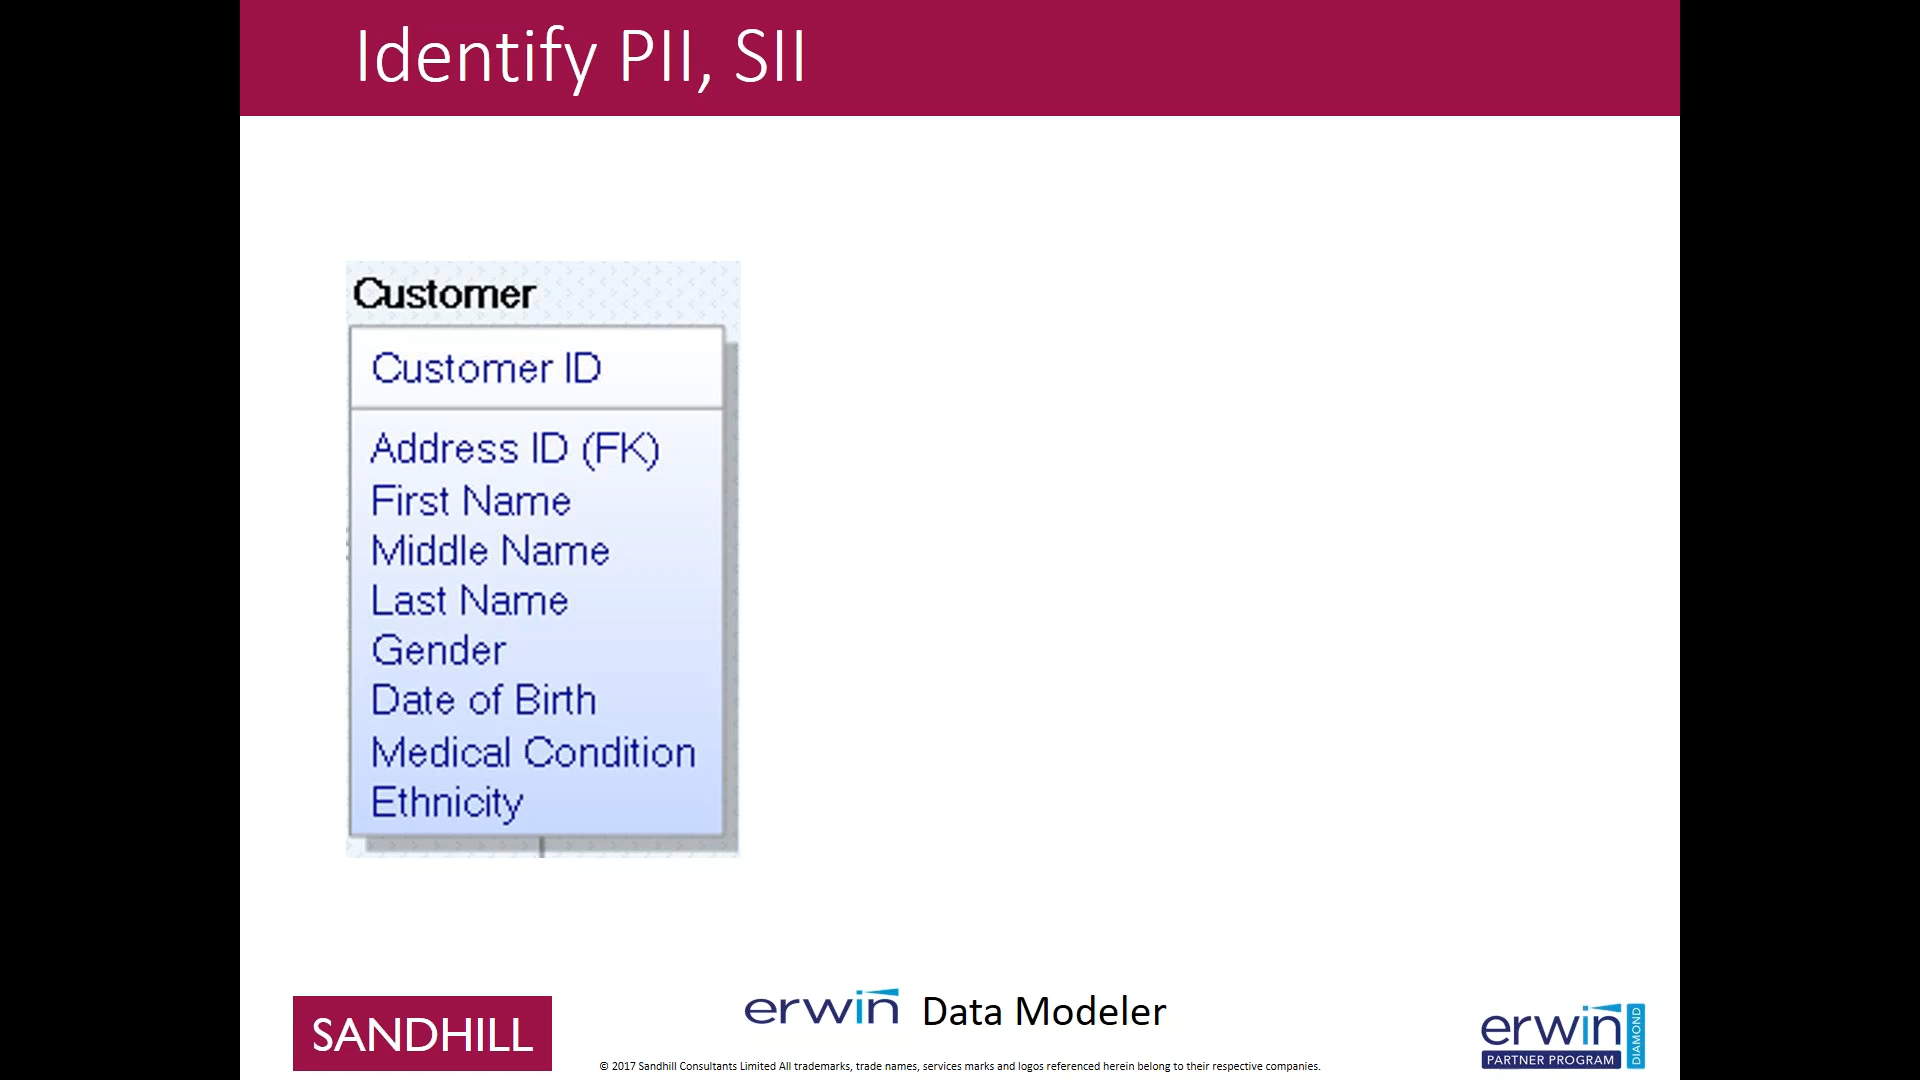 Identify PII, SII
Customer
Customer ID
Address ID (FK)
First Name
Middle Name
Last Name
Gender
Date of Birth
Medical Condition
Ethnicity
SANDHILL
erwin Data Modeler
© 2017 Sandhill Consultants Limited All trademarks, trade names, services marks and logos referenced herein belong to their respective companies.
erwin
PARTNER PROGRAM
DIAMOND